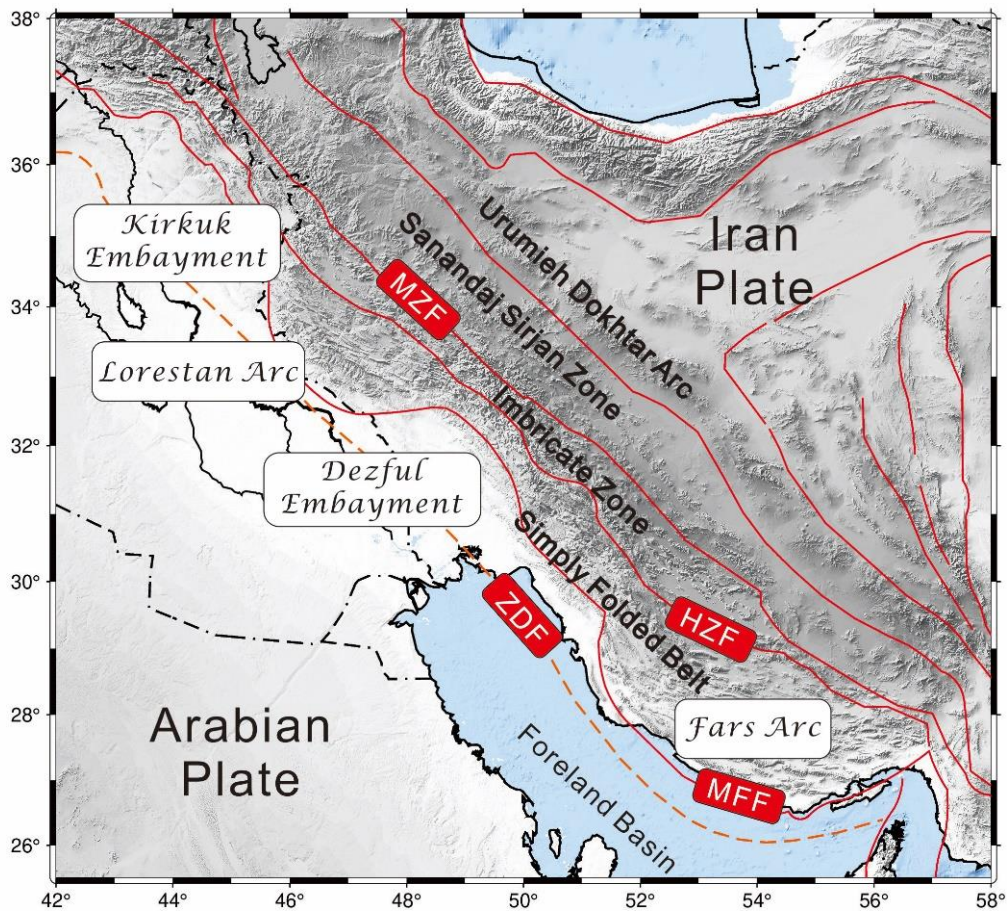 38°
36°
34°
32°
30°
28°
26°
42°
44°
46°
48°
50°
52°
54°
56°
58°
Kirkuk
Embayment
Lorestan Arc
Dezful
Embayment
Fars Arc
Iran
Plate
Arabian
Plate
Urumieh Dokhtar Arc
Sanandaj Sirjan Zone
Imbricate Zone
Simply Folded Belt
Foreland Basin
MZF
HZF
ZDF
MFF